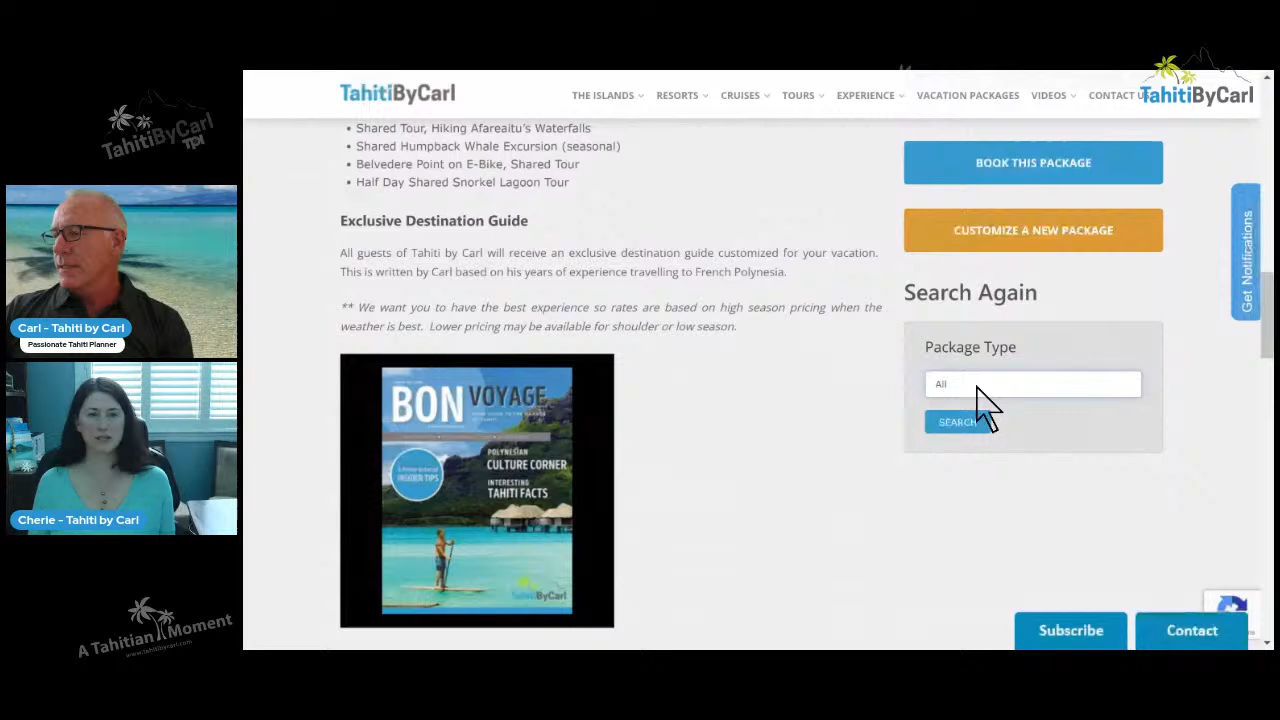 TahitiByCarl
TPI
Carl - Tahiti by Carl
Passionate Tahiti Planner
Cherie - Tahiti by Carl
A Tahitian Moment
www.tahitibycarl.com
TahitiByCarl
THE ISLANDS RESORTS CRUISES TOURS EXPERIENCE VACATION PACKAGES VIDEOS CONTACT US
TahitiByCarl
• Shared Tour, Hiking Afareaitu's Waterfalls
• Shared Humpback Whale Excursion (seasonal)
• Belvedere Point on E-Bike, Shared Tour
• Half Day Shared Snorkel Lagoon Tour
Exclusive Destination Guide
All guests of Tahiti by Carl will receive an exclusive destination guide customized for your vacation.
This is written by Carl based on his years of experience travelling to French Polynesia.
** We want you to have the best experience so rates are based on high season pricing when the
weather is best. Lower pricing may be available for shoulder or low season.
BON VOYAGE
INSIDER TIPS
POLYNESIAN
CULTURE CORNER
INTERESTING
TAHITI FACTS
TahitiByCarl
BOOK THIS PACKAGE
CUSTOMIZE A NEW PACKAGE
Search Again
Package Type
All
SEARCH
Get Notifications
Subscribe
Contact